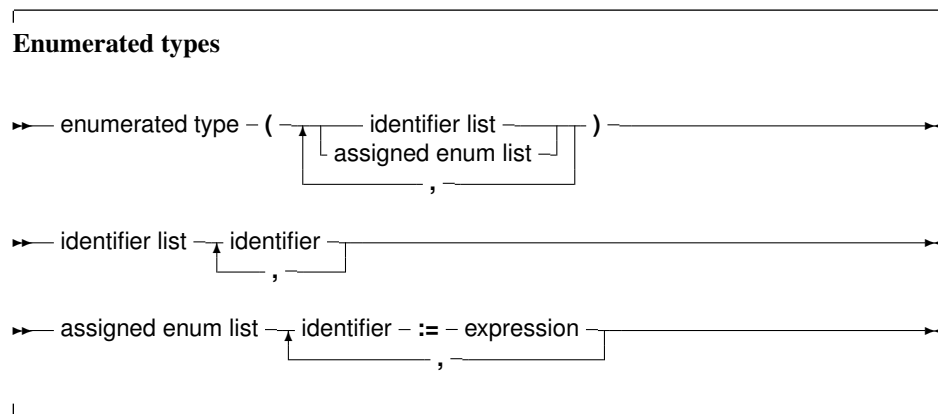 Enumerated types
enumerated type ( identifier list )
assigned enum list
,
identifier list identifier
,
assigned enum list identifier := expression
,